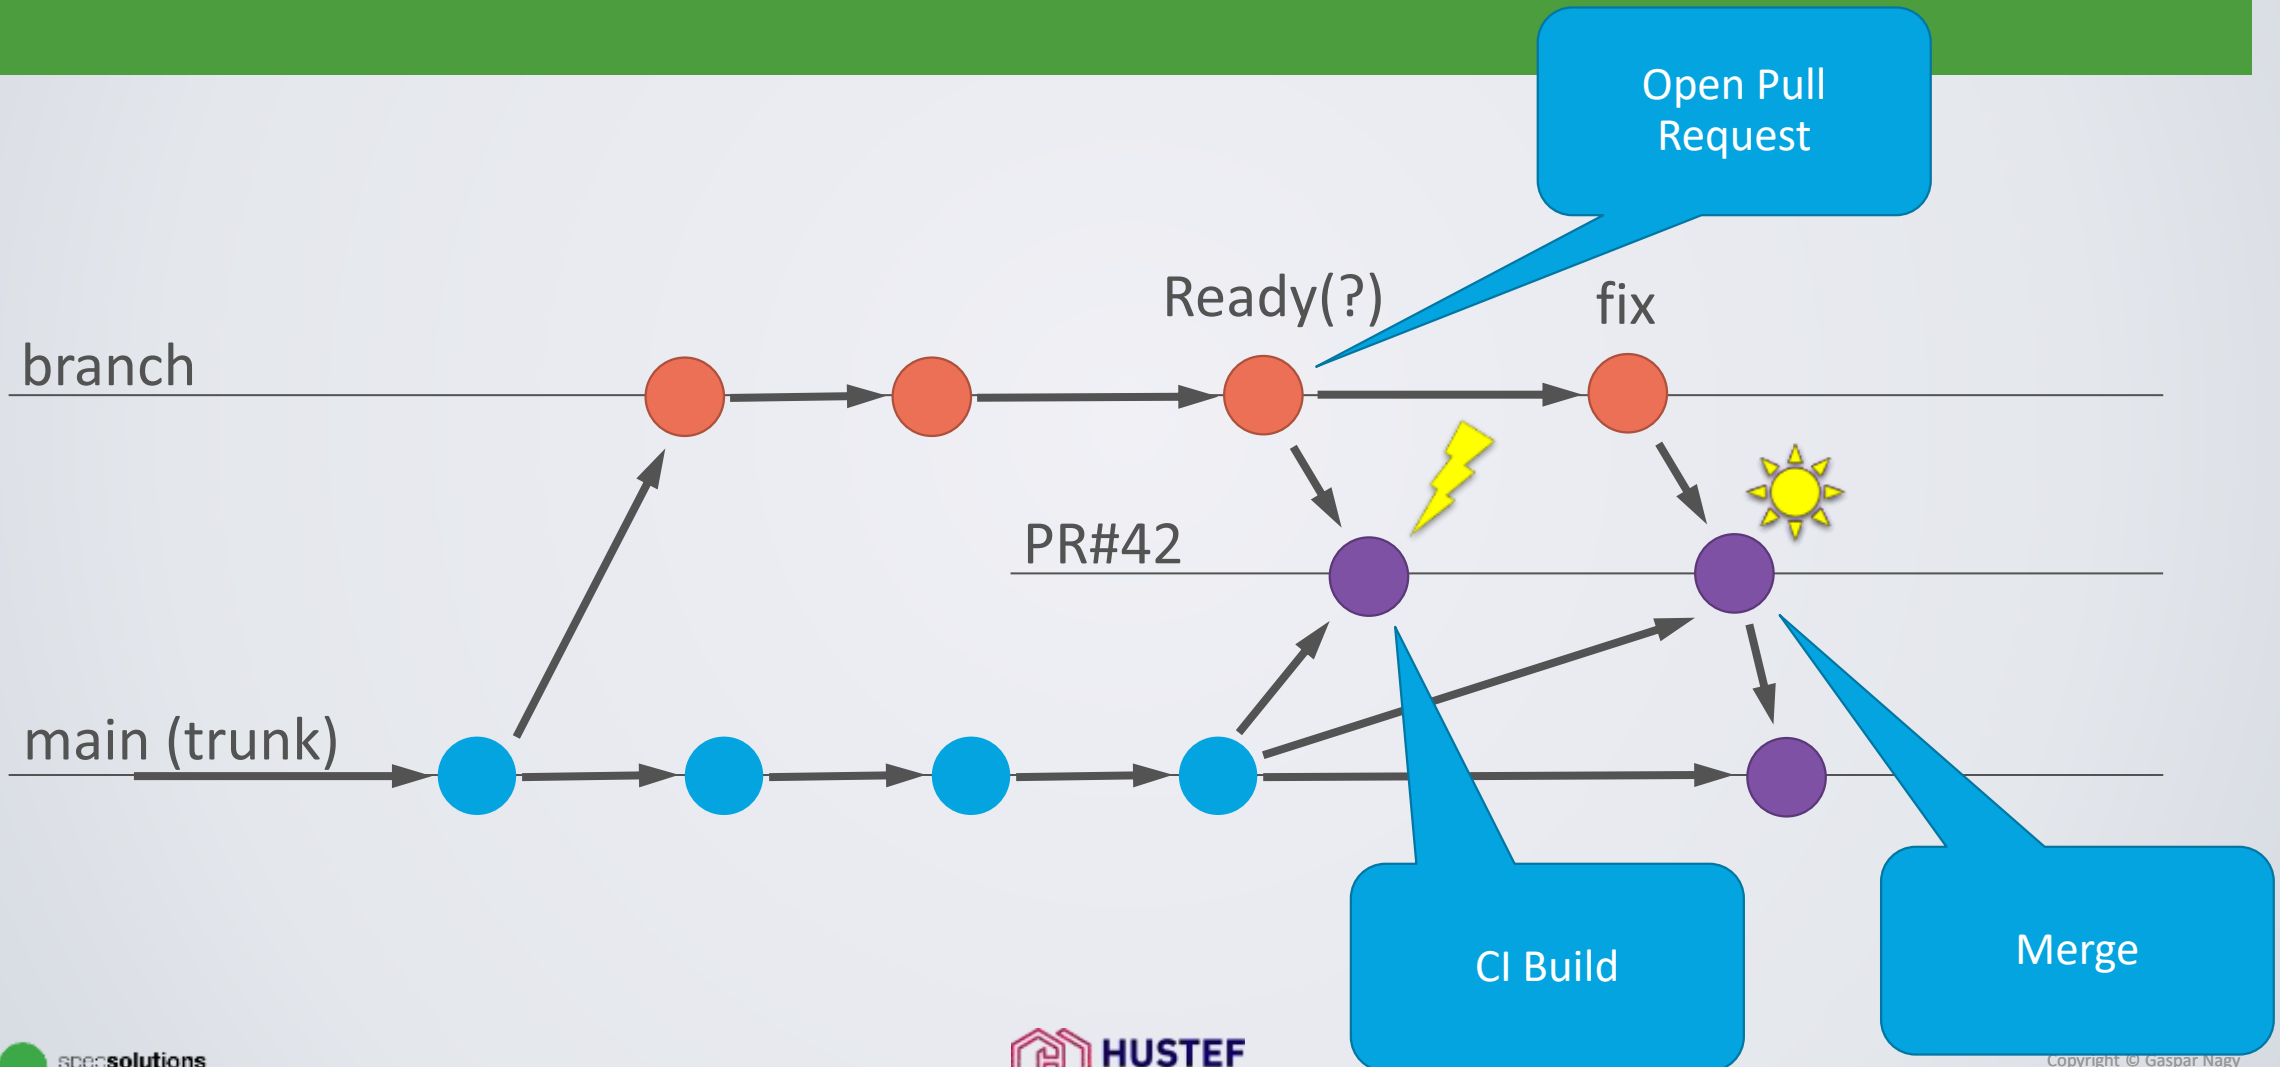 Open Pull
Request
Ready(?)
fix
branch
PR#42
main (trunk)
CI Build
Merge
specsolutions
HUSTEF
Copyright © Gaspar Nagy